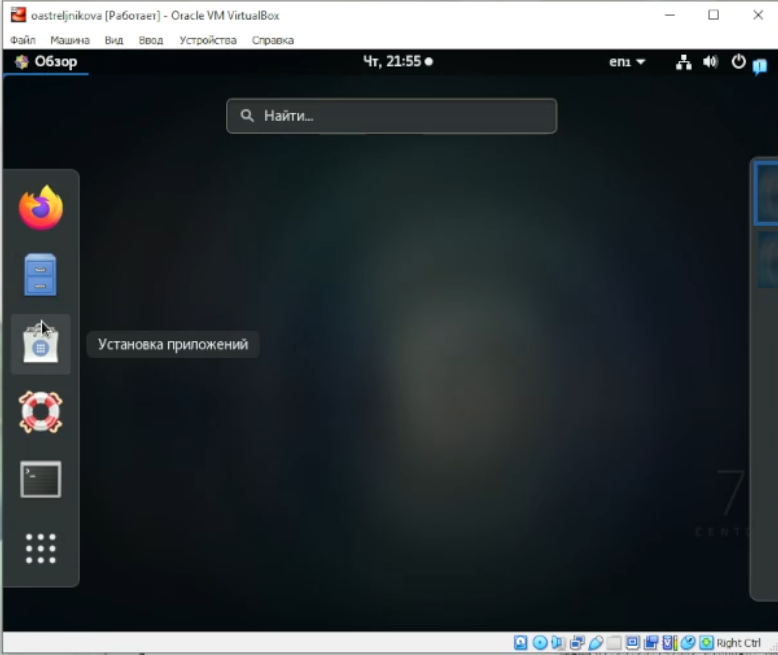 oastreljnikova [Работает] - Oracle VM VirtualBox
Файл Машина Вид Ввод Устройства Справка
Обзор Чт, 21:55 en₁
Найти...
Установка приложений
7
CENT
Right Ctrl